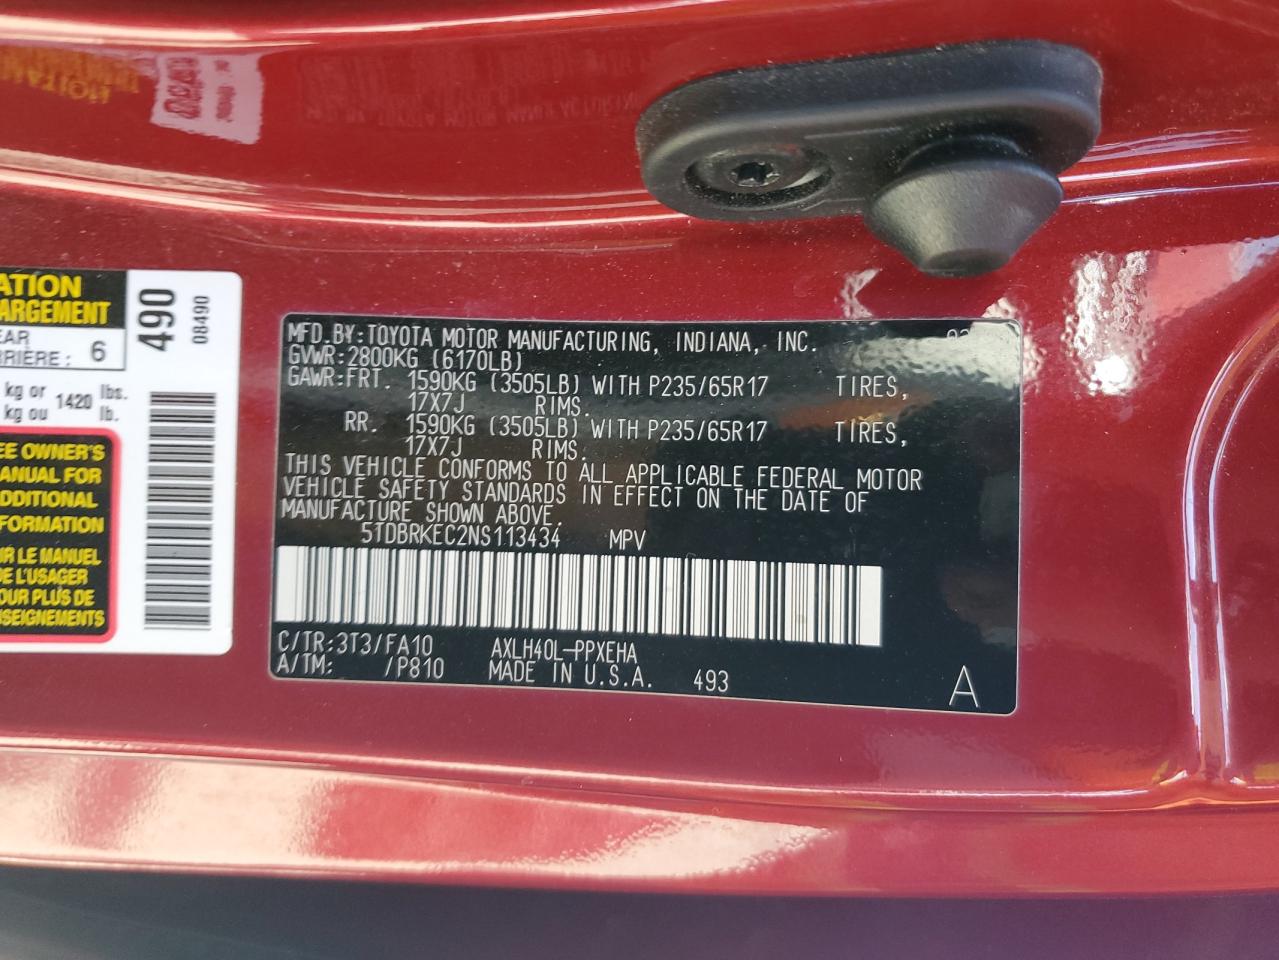 ATION
ARGEMENT
EAR
RRIÈRE : 6
kg or 1420 lbs.
kg ou lb.
EE OWNER'S
ANUAL FOR
DDITIONAL
FORMATION
R LE MANUEL
E L'USAGER
OUR PLUS DE
NSEIGNEMENTS
490
08490
MFD.BY:TOYOTA MOTOR MANUFACTURING, INDIANA, INC.
GVWR:2800KG (6170LB)
GAWR:FRT. 1590KG (3505LB) WITH P235/65R17 TIRES,
17X7J RIMS.
RR. 1590KG (3505LB) WITH P235/65R17 TIRES,
17X7J RIMS.
THIS VEHICLE CONFORMS TO ALL APPLICABLE FEDERAL MOTOR
VEHICLE SAFETY STANDARDS IN EFFECT ON THE DATE OF
MANUFACTURE SHOWN ABOVE.
5TDBRKEC2NS113434 MPV
C/TR:3T3/FA10 AXLH40L-PPXEHA
A/TM: /P810 MADE IN U.S.A. 493 A